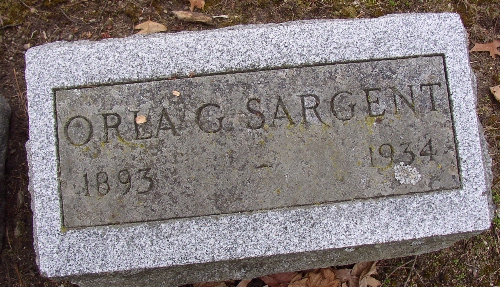 ORLA G. SARGENT
1893 - 1934